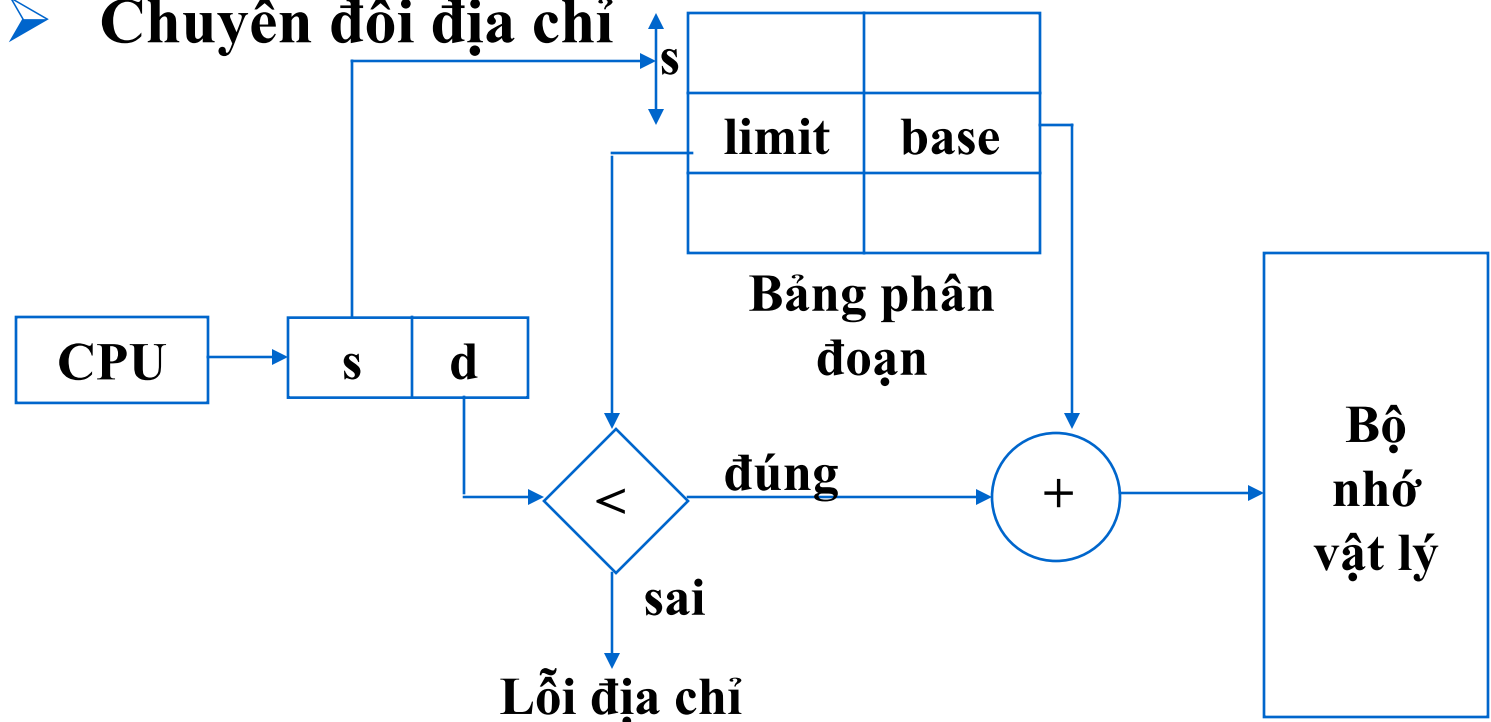 Chuyển đổi địa chỉ
s
limit base
Bảng phân
đoạn
CPU
s d
<
đúng
+
Bộ
nhớ
vật lý
sai
Lỗi địa chỉ